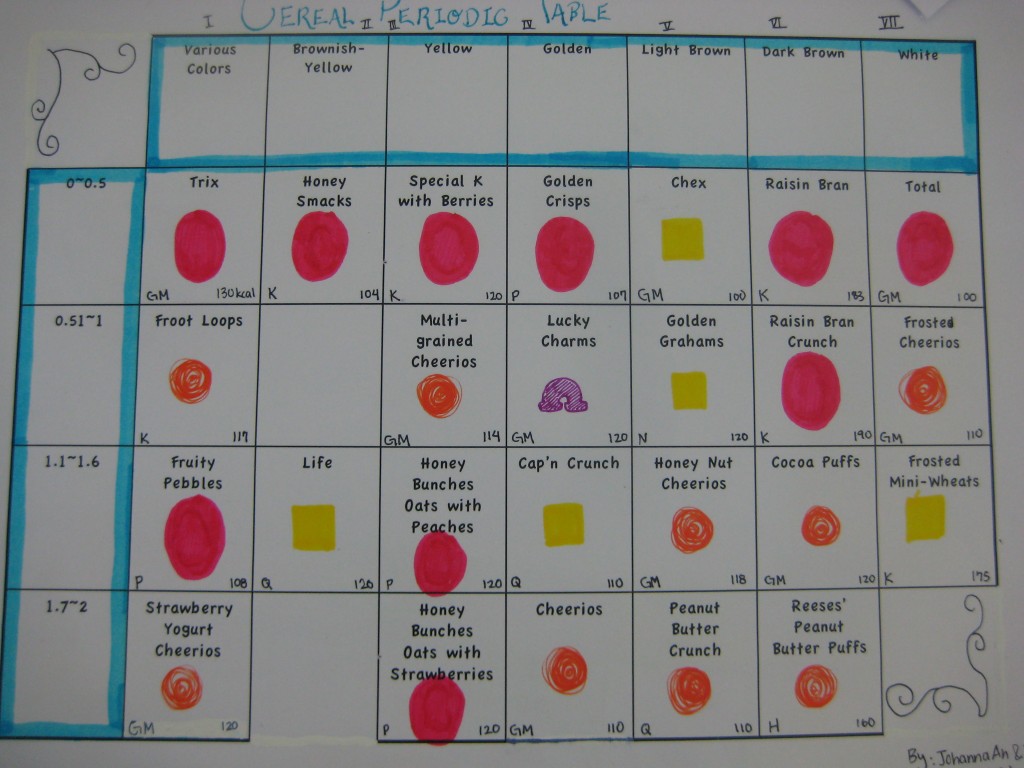 CEREAL PERIODIC TABLE
I II III IV V VI VII
Various
Colors
Brownish-
Yellow
Yellow
Golden
Light Brown
Dark Brown
White
0~0.5
Trix
GM 130kcal
Honey
Smacks
K 104
Special K
with Berries
K 120
Golden
Crisps
P 107
Chex
GM 100
Raisin Bran
K 183
Total
GM 100
0.51~1
Froot Loops
K 117
Multi-
grained
Cheerios
GM 114
Lucky
Charms
GM 120
Golden
Grahams
N 120
Raisin Bran
Crunch
K 190
Frosted
Cheerios
GM 110
1.1~1.6
Fruity
Pebbles
P 108
Life
Q 120
Honey
Bunches
Oats with
Peaches
P 120
Cap'n Crunch
Q 110
Honey Nut
Cheerios
GM 118
Cocoa Puffs
GM 120
Frosted
Mini-Wheats
K 175
1.7~2
Strawberry
Yogurt
Cheerios
GM 120
Honey
Bunches
Oats with
Strawberries
P 120
Cheerios
GM 110
Peanut
Butter
Crunch
Q 110
Reeses'
Peanut
Butter Puffs
H 160
By: Johanna An &